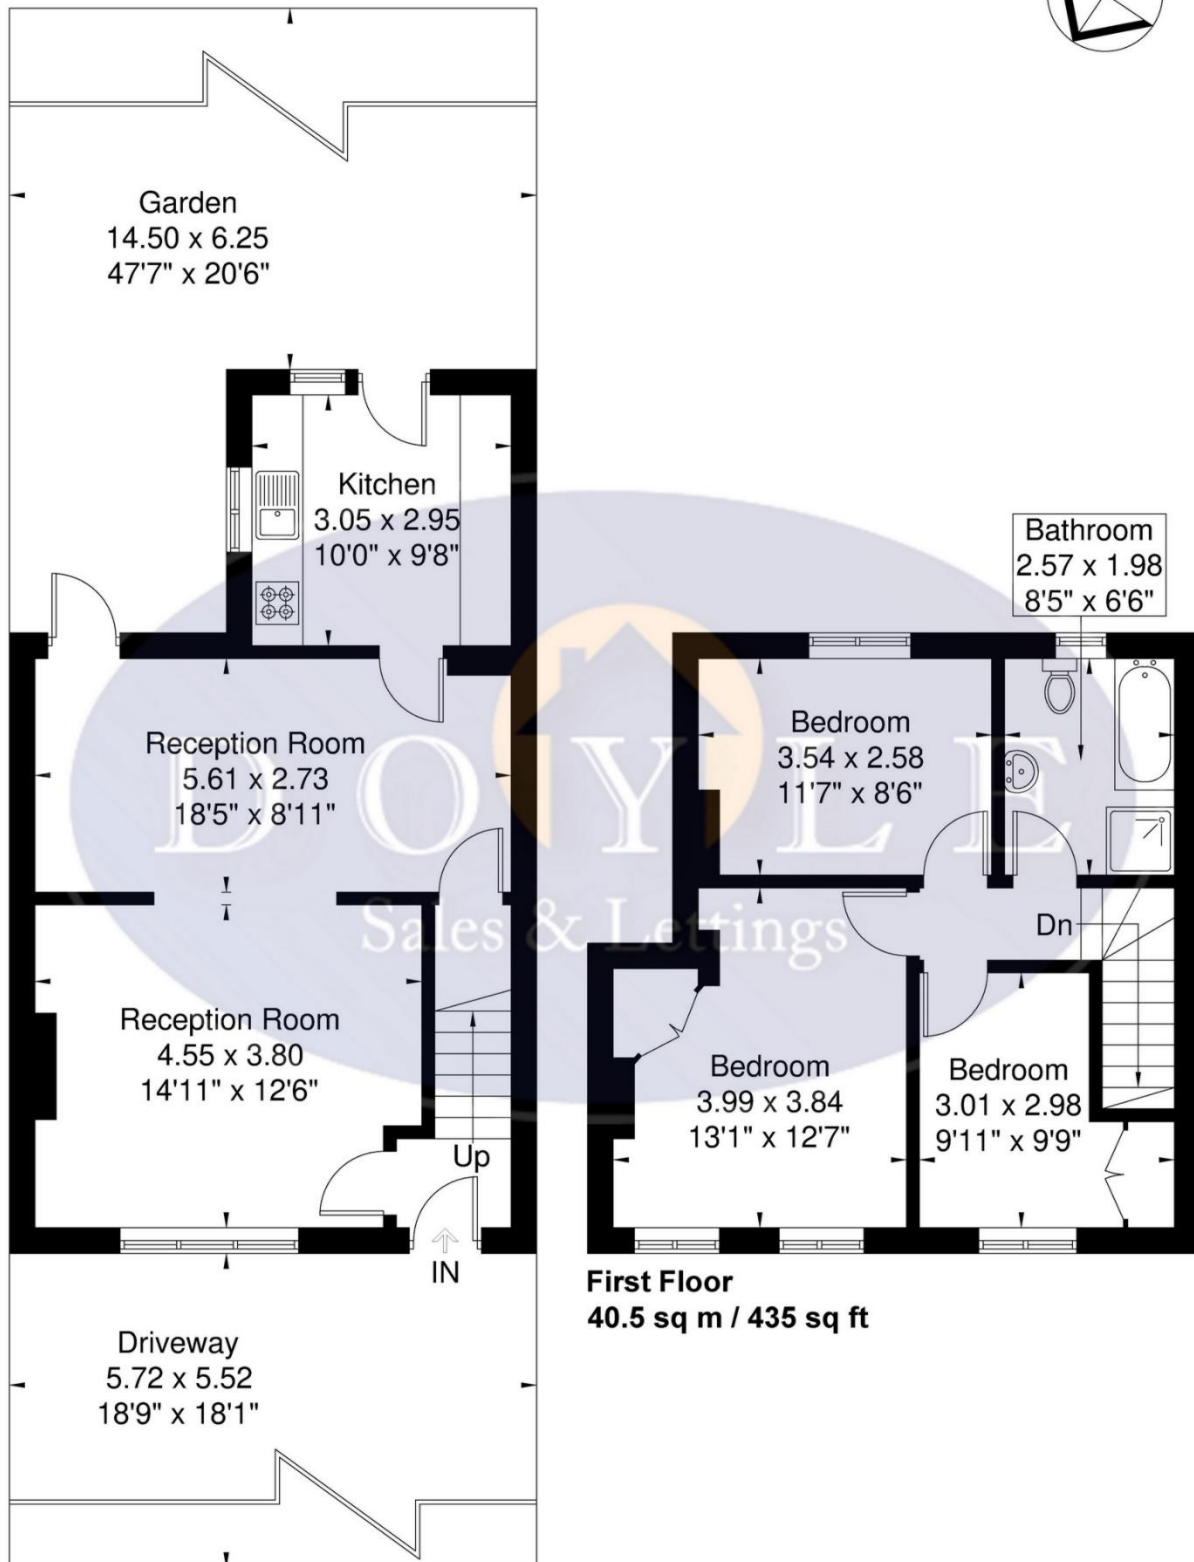 Garden
14.50 x 6.25
47'7" x 20'6"
Kitchen
3.05 x 2.95
10'0" x 9'8"
Bathroom
2.57 x 1.98
8'5" x 6'6"
Reception Room
5.61 x 2.73
18'5" x 8'11"
Bedroom
3.54 x 2.58
11'7" x 8'6"
DOYLE
Sales & Lettings
Dn
Reception Room
4.55 x 3.80
14'11" x 12'6"
Bedroom
3.99 x 3.84
13'1" x 12'7"
Bedroom
3.01 x 2.98
9'11" x 9'9"
Up
IN
First Floor
40.5 sq m / 435 sq ft
Driveway
5.72 x 5.52
18'9" x 18'1"